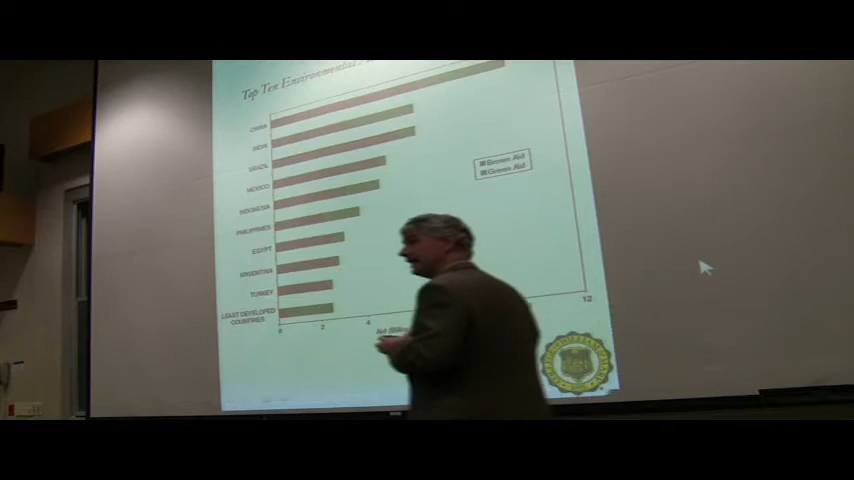 Top Ten Environmental
CHINA
INDIA
BRAZIL
MEXICO
INDONESIA
PHILIPPINES
EGYPT
ARGENTINA
TURKEY
LEAST DEVELOPED
COUNTRIES
Brown Aid
Green Aid
0 2 4 12
Aid